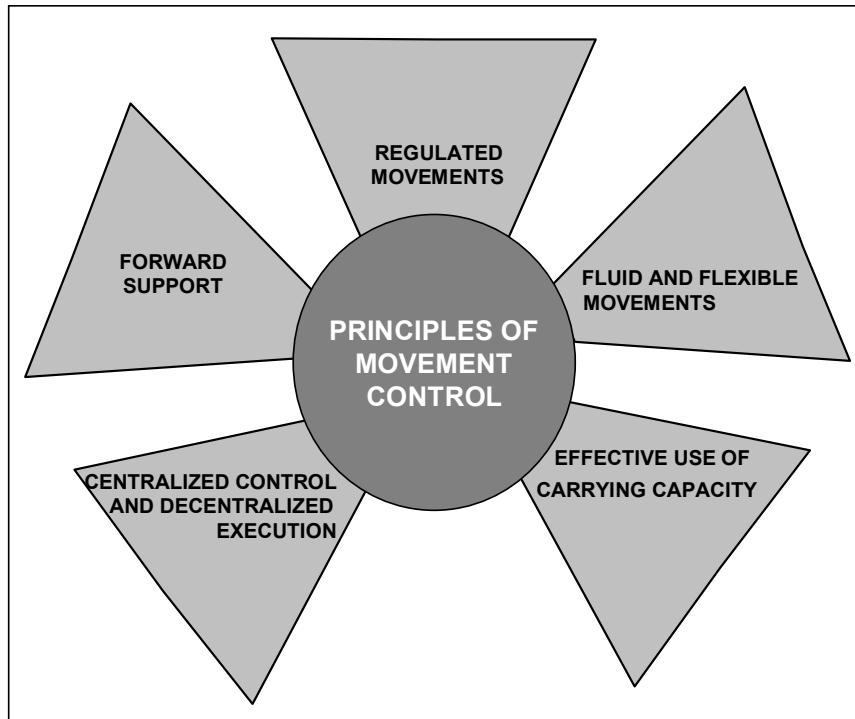 REGULATED
MOVEMENTS
FORWARD
SUPPORT
FLUID AND FLEXIBLE
MOVEMENTS
PRINCIPLES OF
MOVEMENT
CONTROL
CENTRALIZED CONTROL
AND DECENTRALIZED
EXECUTION
EFFECTIVE USE OF
CARRYING CAPACITY